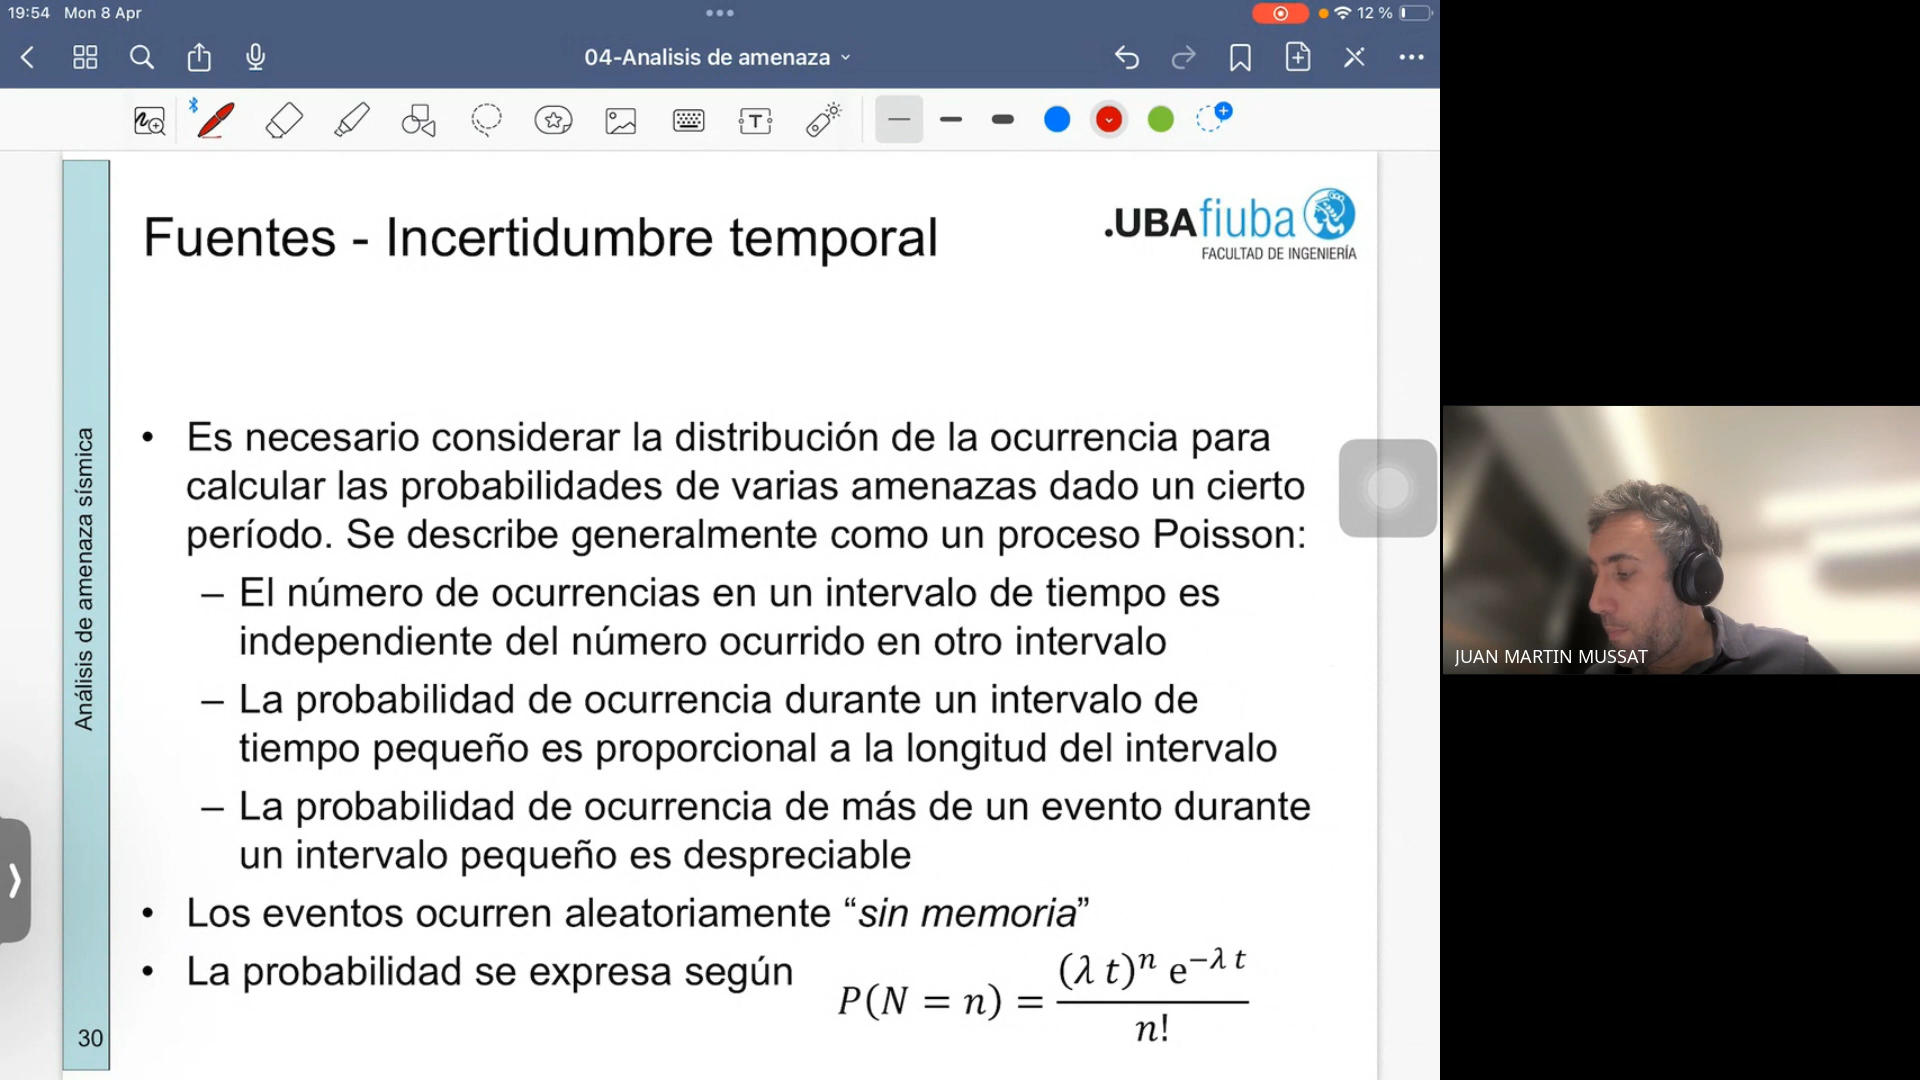 19:54 Mon 8 Apr
12 %
04-Analisis de amenaza
T
Fuentes - Incertidumbre temporal
.UBAfiuba
FACULTAD DE INGENIERÍA
• Es necesario considerar la distribución de la ocurrencia para
calcular las probabilidades de varias amenazas dado un cierto
período. Se describe generalmente como un proceso Poisson:
– El número de ocurrencias en un intervalo de tiempo es
independiente del número ocurrido en otro intervalo
– La probabilidad de ocurrencia durante un intervalo de
tiempo pequeño es proporcional a la longitud del intervalo
– La probabilidad de ocurrencia de más de un evento durante
un intervalo pequeño es despreciable
• Los eventos ocurren aleatoriamente “sin memoria”
• La probabilidad se expresa según
P(N = n) = (λ t)ⁿ e^{−λ t} / n!
Análisis de amenaza sísmica
30
JUAN MARTIN MUSSAT